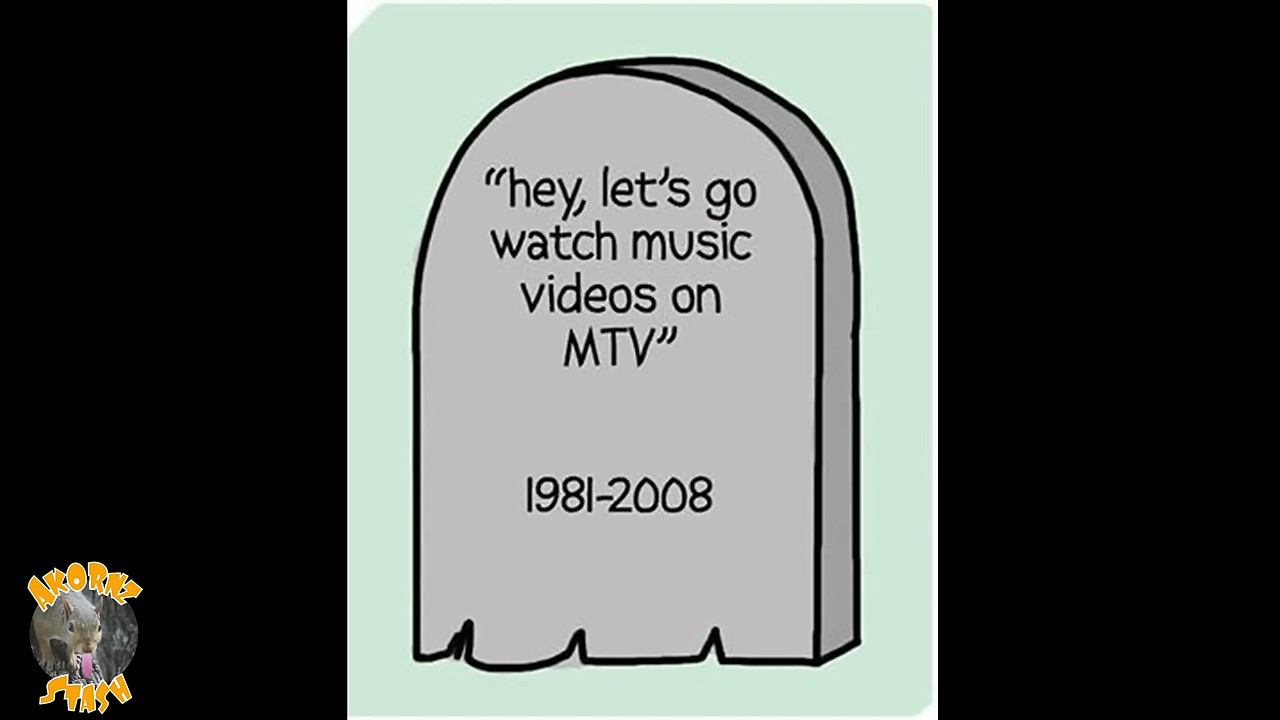 “hey, let’s go
watch music
videos on
MTV”
1981-2008
AKORNZ
STASH